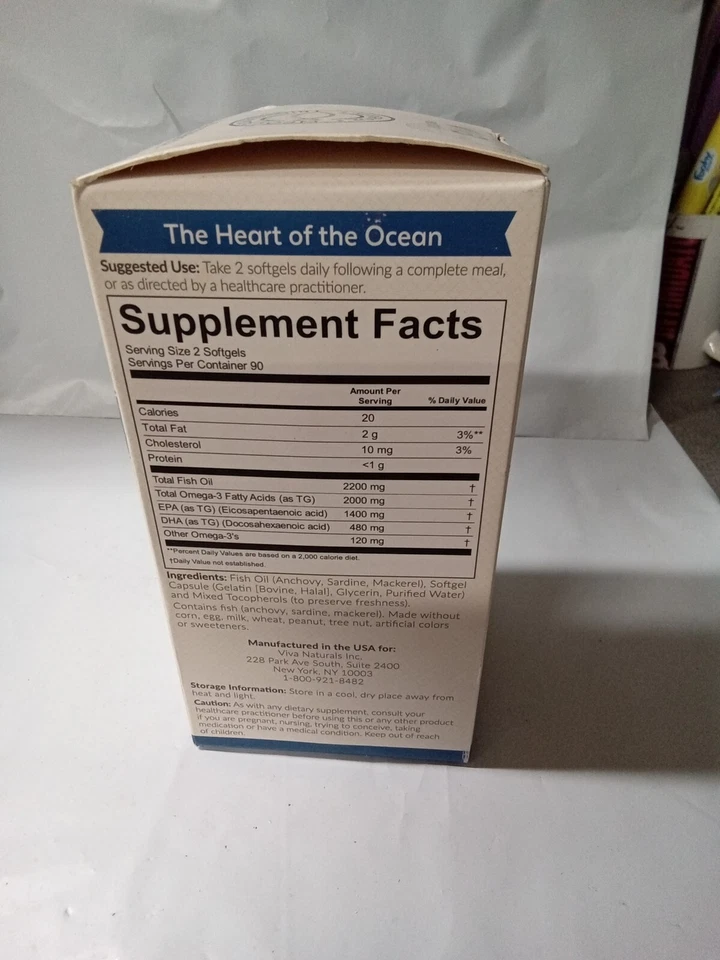 The Heart of the Ocean
Suggested Use: Take 2 softgels daily following a complete meal,
or as directed by a healthcare practitioner.
Supplement Facts
Serving Size 2 Softgels
Servings Per Container 90
Amount Per
Serving
% Daily Value
Calories 20
Total Fat 2 g 3%**
Cholesterol 10 mg 3%
Protein <1 g
Total Fish Oil 2200 mg †
Total Omega-3 Fatty Acids (as TG) 2000 mg †
EPA (as TG) (Eicosapentaenoic acid) 1400 mg †
DHA (as TG) (Docosahexaenoic acid) 480 mg †
Other Omega-3's 120 mg †
**Percent Daily Values are based on a 2,000 calorie diet.
†Daily Value not established.
Ingredients: Fish Oil (Anchovy, Sardine, Mackerel), Softgel
Capsule (Gelatin [Bovine, Halal], Glycerin, Purified Water)
and Mixed Tocopherols (to preserve freshness).
Contains fish (anchovy, sardine, mackerel). Made without
corn, egg, milk, wheat, peanut, tree nut, artificial colors
or sweeteners.
Manufactured in the USA for:
Viva Naturals Inc.
228 Park Ave South, Suite 2400
New York, NY 10003
1-800-921-8482
Storage Information: Store in a cool, dry place away from
heat and light.
Caution: As with any dietary supplement, consult your
healthcare practitioner before using this or any other product
if you are pregnant, nursing, trying to conceive, taking
medication or have a medical condition. Keep out of reach
of children.